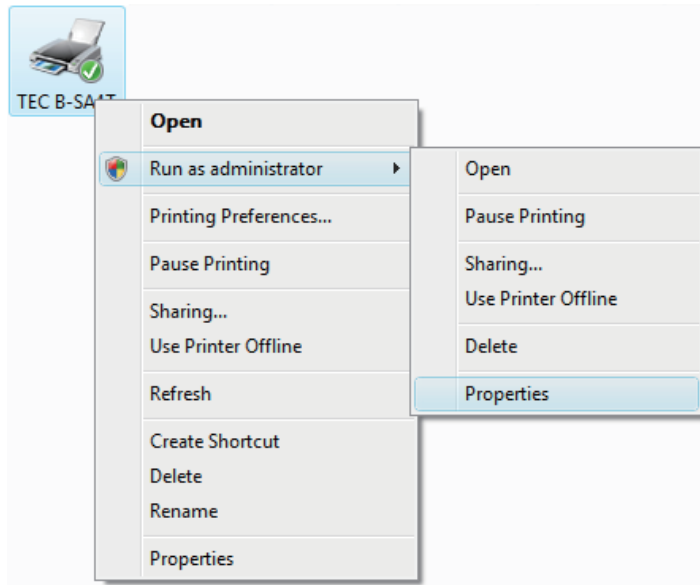 TEC B-SA4T
Open
Run as administrator
Printing Preferences...
Pause Printing
Sharing...
Use Printer Offline
Refresh
Create Shortcut
Delete
Rename
Properties
Open
Pause Printing
Sharing...
Use Printer Offline
Delete
Properties